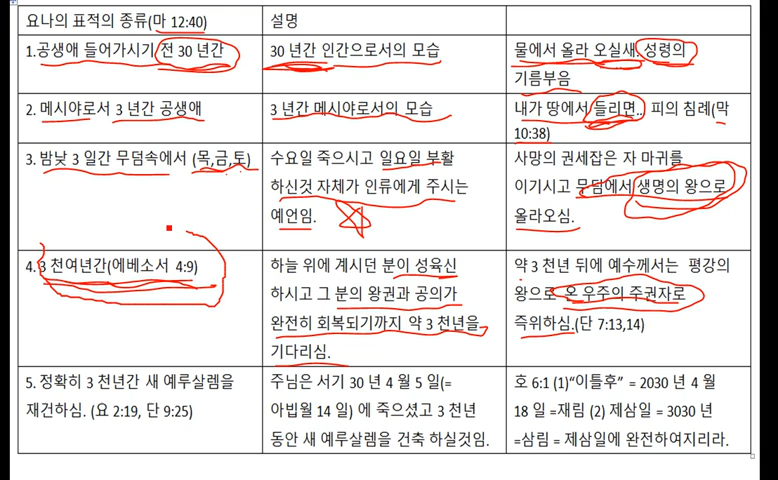 요나의 표적의 종류(마 12:40)
설명
1.공생애 들어가시기 전 30 년간
30 년간 인간으로서의 모습
물에서 올라 오실새. 성령의
기름부음
2. 메시야로서 3 년간 공생애
3 년간 메시야로서의 모습
내가 땅에서 들리면.. 피의 침례(막
10:38)
3. 밤낮 3 일간 무덤속에서 (목,금,토)
수요일 죽으시고 일요일 부활
하신것 자체가 인류에게 주시는
예언임.
사망의 권세잡은 자 마귀를
이기시고 무덤에서 생명의 왕으로
올라오심.
4. 3 천여년간(에베소서 4:9)
하늘 위에 계시던 분이 성육신
하시고 그 분의 왕권과 공의가
완전히 회복되기까지 약 3 천년을
기다리심.
약 3 천년 뒤에 예수께서는 평강의
왕으로 온 우주의 주권자로
즉위하심.(단 7:13,14)
5. 정확히 3 천년간 새 예루살렘을
재건하심. (요 2:19, 단 9:25)
주님은 서기 30 년 4 월 5 일(=
아빕월 14 일) 에 죽으셨고 3 천년
동안 새 예루살렘을 건축 하실것임.
호 6:1 (1)“이틀후” = 2030 년 4 월
18 일 =재림 (2) 제삼일 = 3030 년
=삼림 = 제삼일에 완전하여지리라.